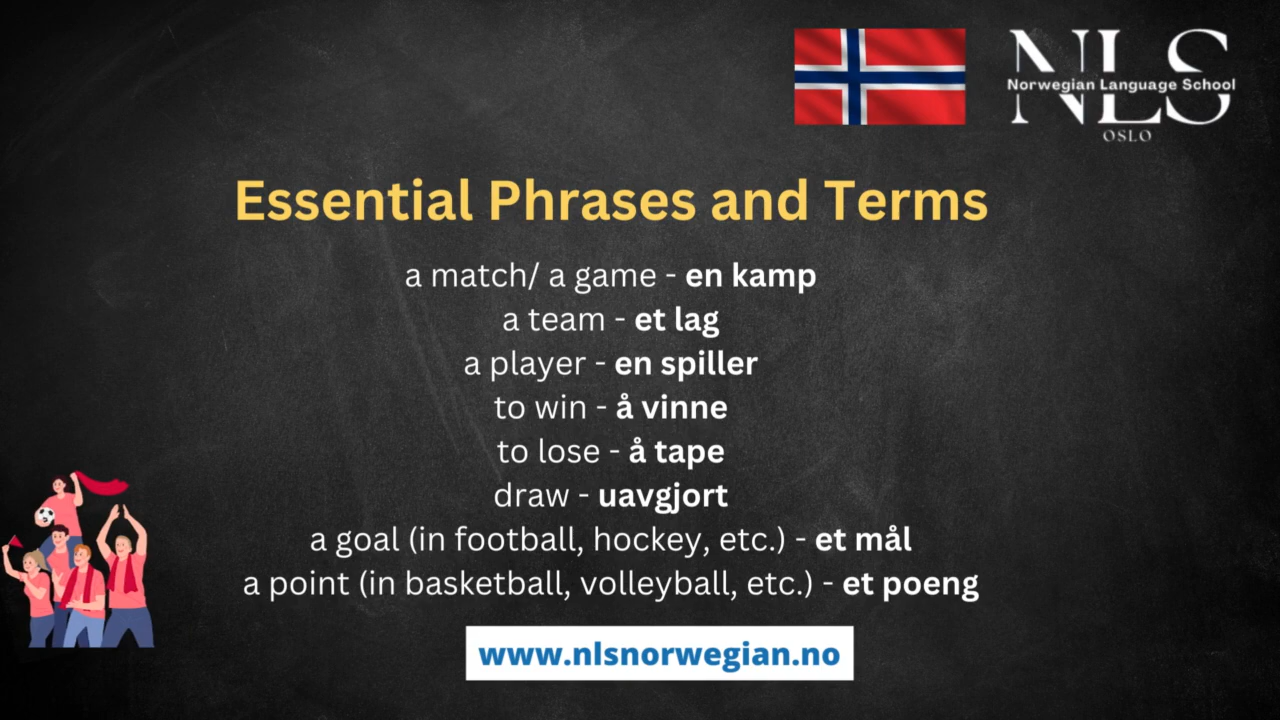 NLS
Norwegian Language School
OSLO
Essential Phrases and Terms
a match/ a game - en kamp
a team - et lag
a player - en spiller
to win - å vinne
to lose - å tape
draw - uavgjort
a goal (in football, hockey, etc.) - et mål
a point (in basketball, volleyball, etc.) - et poeng
www.nlsnorwegian.no